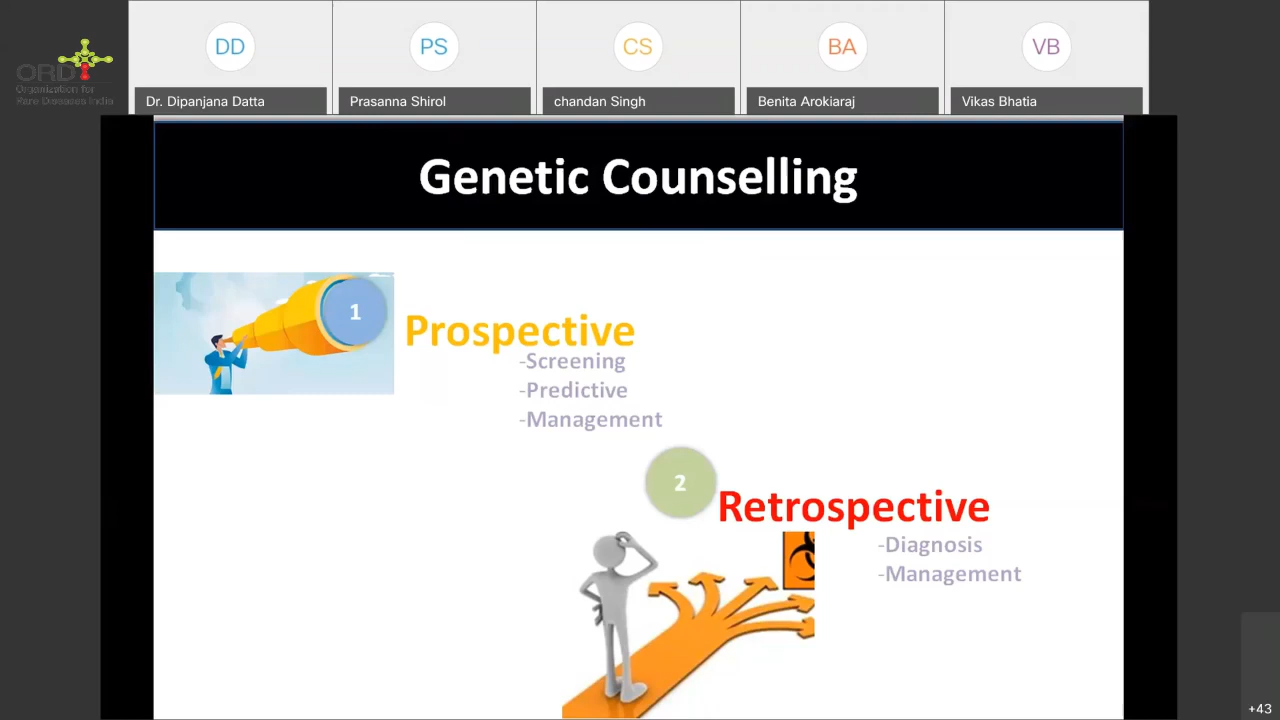 ORDI
Organization for
Rare Diseases India
DD
PS
CS
BA
VB
Dr. Dipanjana Datta
Prasanna Shirol
chandan Singh
Benita Arokiaraj
Vikas Bhatia
Genetic Counselling
1
Prospective
-Screening
-Predictive
-Management
2
Retrospective
-Diagnosis
-Management
+43